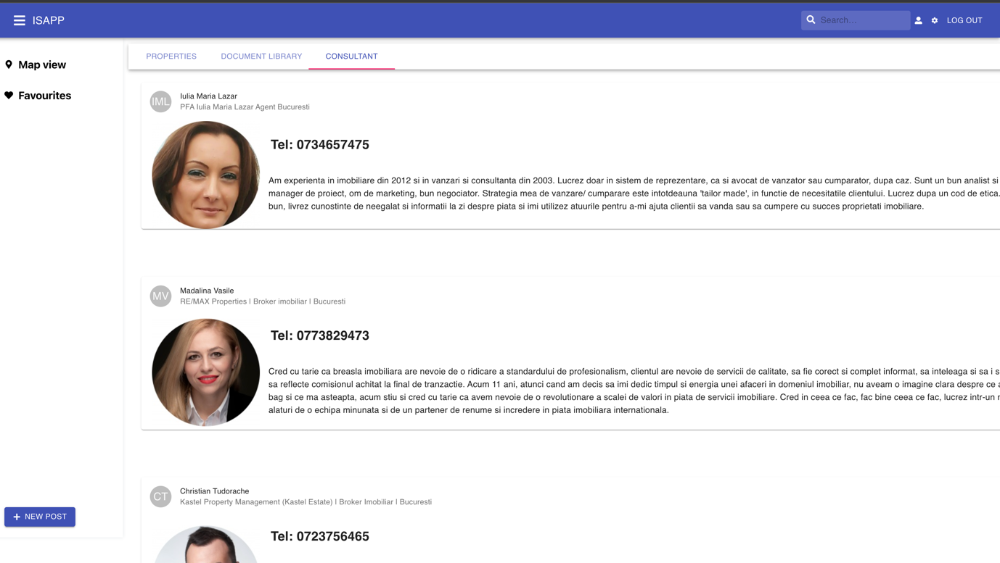 ISAPP
Search...
LOG OUT
Map view
Favourites
PROPERTIES
DOCUMENT LIBRARY
CONSULTANT
IML
Iulia Maria Lazar
PFA Iulia Maria Lazar Agent Bucuresti
Tel: 0734657475
Am experienta in imobiliare din 2012 si in vanzari si consultanta din 2003. Lucrez doar in sistem de reprezentare, ca si avocat de vanzator sau cumparator, dupa caz. Sunt un bun analist si
manager de proiect, om de marketing, bun negociator. Strategia mea de vanzare/ cumparare este intotdeauna 'tailor made', in functie de necesitatile clientului. Lucrez dupa un cod de etica.
bun, livrez cunostinte de neegalat si informatii la zi despre piata si imi utilizez atuurile pentru a-mi ajuta clientii sa vanda sau sa cumpere cu succes proprietati imobiliare.
MV
Madalina Vasile
RE/MAX Properties | Broker imobiliar | Bucuresti
Tel: 0773829473
Cred cu tarie ca breasla imobiliara are nevoie de o ridicare a standardului de profesionalism, clientul are nevoie de servicii de calitate, sa fie corect si complet informat, sa inteleaga si sa i s
sa reflecte comisionul achitat la final de tranzactie. Acum 11 ani, atunci cand am decis sa imi dedic timpul si energia unei afaceri in domeniul imobiliar, nu aveam o imagine clara despre ce
bag si ce ma asteapta, acum stiu si cred cu tarie ca avem nevoie de o revolutionare a scalei de valori in piata de servicii imobiliare. Cred in ceea ce fac, fac bine ceea ce fac, lucrez intr-un
alaturi de o echipa minunata si de un partener de renume si incredere in piata imobiliara internationala.
CT
Christian Tudorache
Kastel Property Management (Kastel Estate) | Broker Imobiliar | Bucuresti
Tel: 0723756465
NEW POST